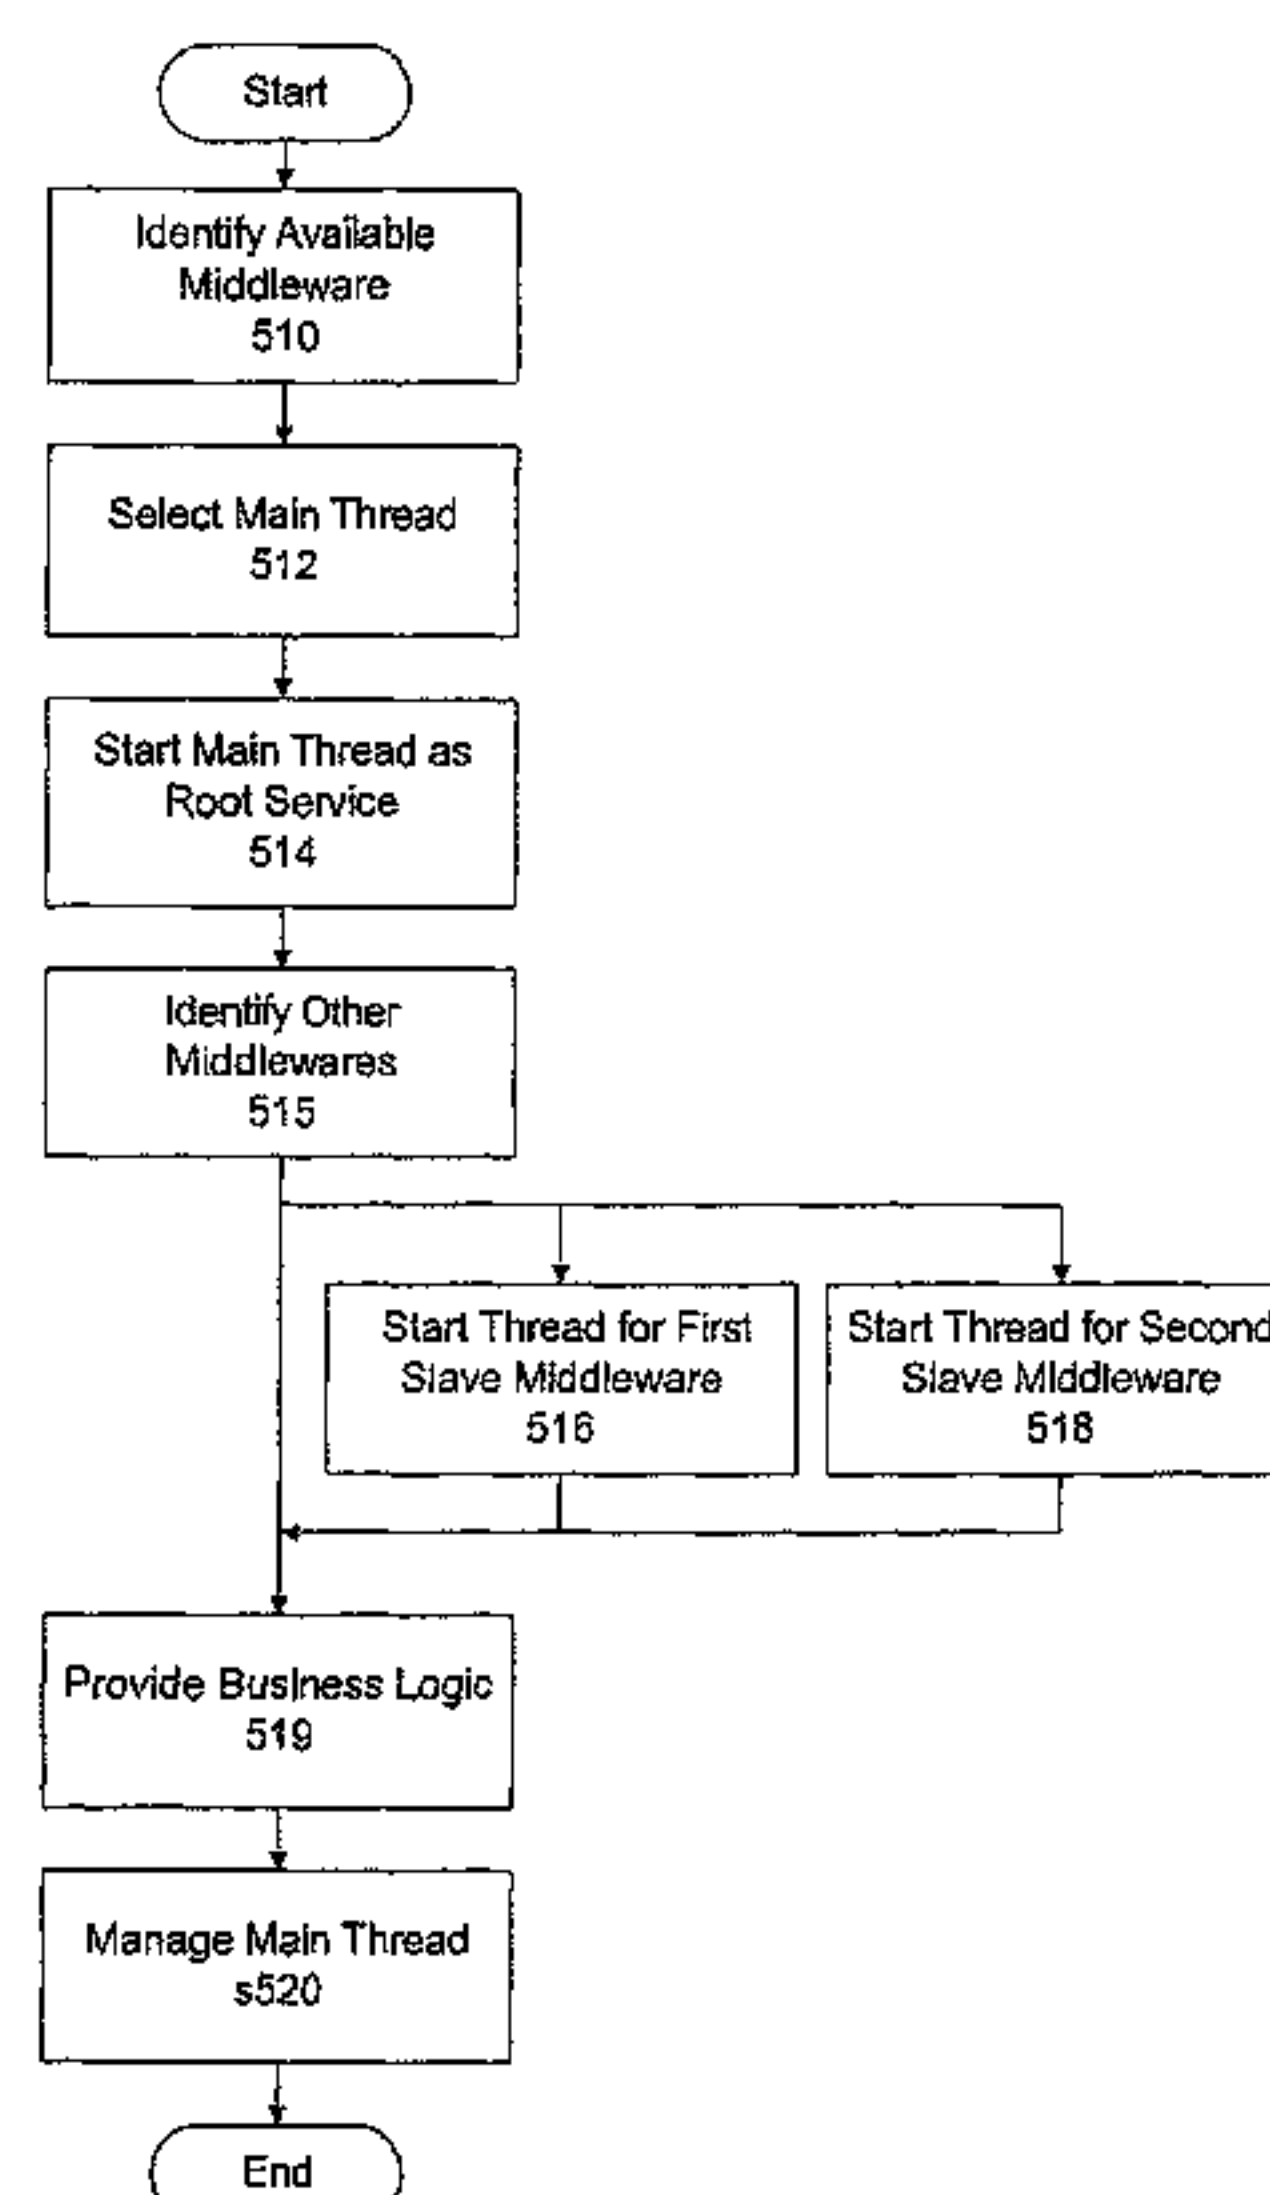 Start
Identify Available
Middleware
510
Select Main Thread
512
Start Main Thread as
Root Service
514
Identify Other
Middlewares
515
Start Thread for First
Slave Middleware
516
Start Thread for Second
Slave Middleware
518
Provide Business Logic
519
Manage Main Thread
s520
End